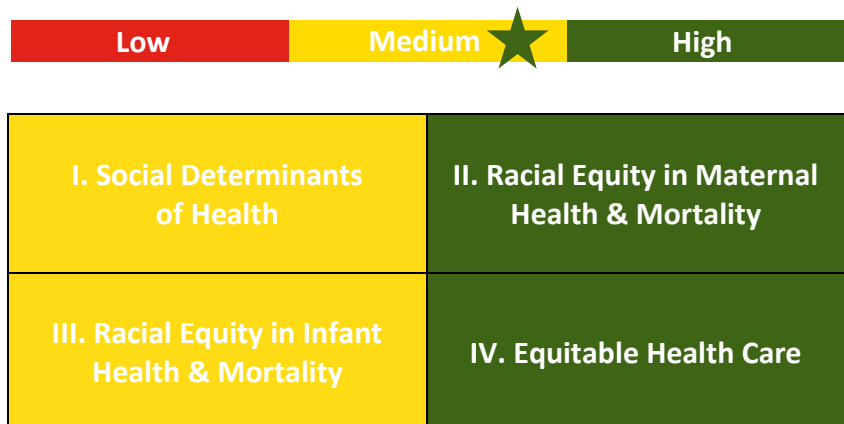 Low Medium High
I. Social Determinants
of Health
II. Racial Equity in Maternal
Health & Mortality
III. Racial Equity in Infant
Health & Mortality
IV. Equitable Health Care